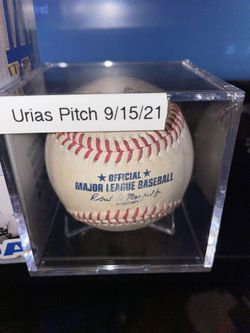 Urias Pitch 9/15/21
OFFICIAL
MAJOR LEAGUE BASEBALL